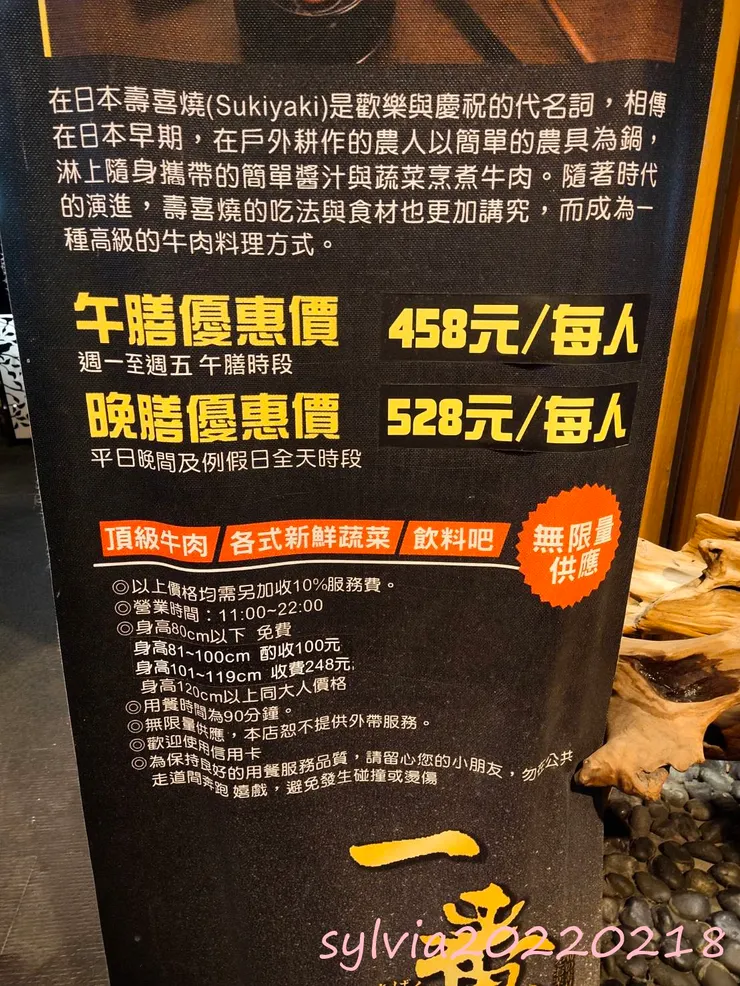 在日本壽喜燒(Sukiyaki)是歡樂與慶祝的代名詞，相傳
在日本早期，在戶外耕作的農人以簡單的農具為鍋，
淋上隨身攜帶的簡單醬汁與蔬菜烹煮牛肉。隨著時代
的演進，壽喜燒的吃法與食材也更加講究，而成為一
種高級的牛肉料理方式。
午膳優惠價 458元/每人
週一至週五 午膳時段
晚膳優惠價 528元/每人
平日晚間及例假日全天時段
頂級牛肉/各式新鮮蔬菜/飲料吧
無限量
供應
◎以上價格均需另加收10%服務費。
◎營業時間：11:00~22:00
◎身高80cm以下 免費
身高81~100cm 酌收100元
身高101~119cm 收費248元
身高120cm以上同大人價格
◎用餐時間為90分鐘。
◎無限量供應，本店恕不提供外帶服務。
◎歡迎使用信用卡
◎為保持良好的用餐服務品質，請留心您的小朋友，勿在公共
走道間奔跑嬉戲，避免發生碰撞或燙傷
一
番
sylvia20220218